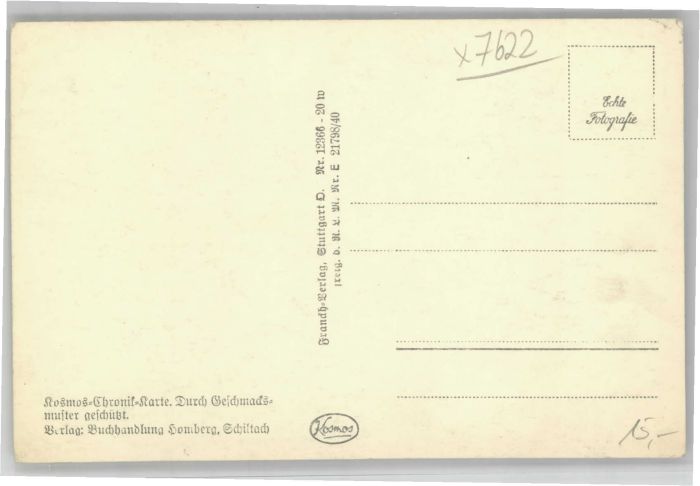 x7622
Echte
Fotografie
Franckh-Verlag, Stuttgart O. Nr. 12366 - 20 w
Freig. d. R. L. M. Nr. E 21798/40
Kosmos-Chronik-Karte. Durch Geschmacks-
muster geschützt.
Verlag: Buchhandlung Homberg, Schiltach
Kosmos
15,-